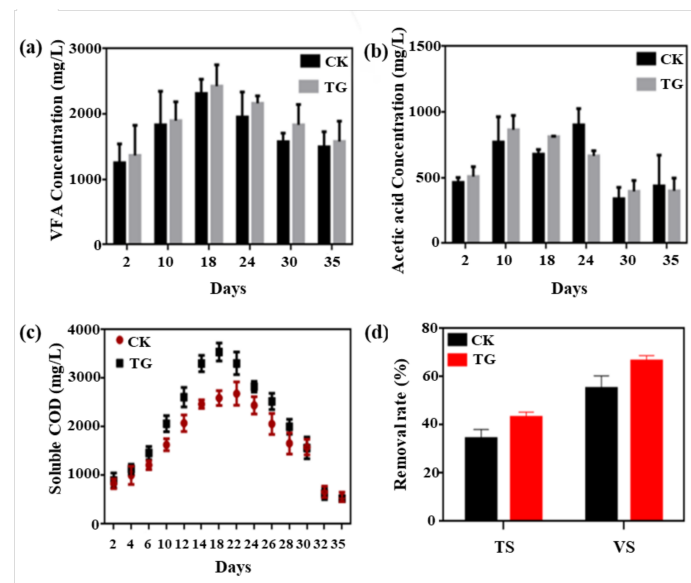 (a)
VFA Concentration (mg/L)
3000
2000
1000
0
CK
TG
2 10 18 24 30 35
Days
(b)
Acetic acid Concentration (mg/L)
1500
1000
500
0
CK
TG
2 10 18 24 30 35
Days
(c)
Soluble COD (mg/L)
4000
3000
2000
1000
0
CK
TG
2 4 6 10 12 14 18 22 24 26 28 30 32 35
Days
(d)
Removal rate (%)
80
60
40
20
0
CK
TG
TS VS